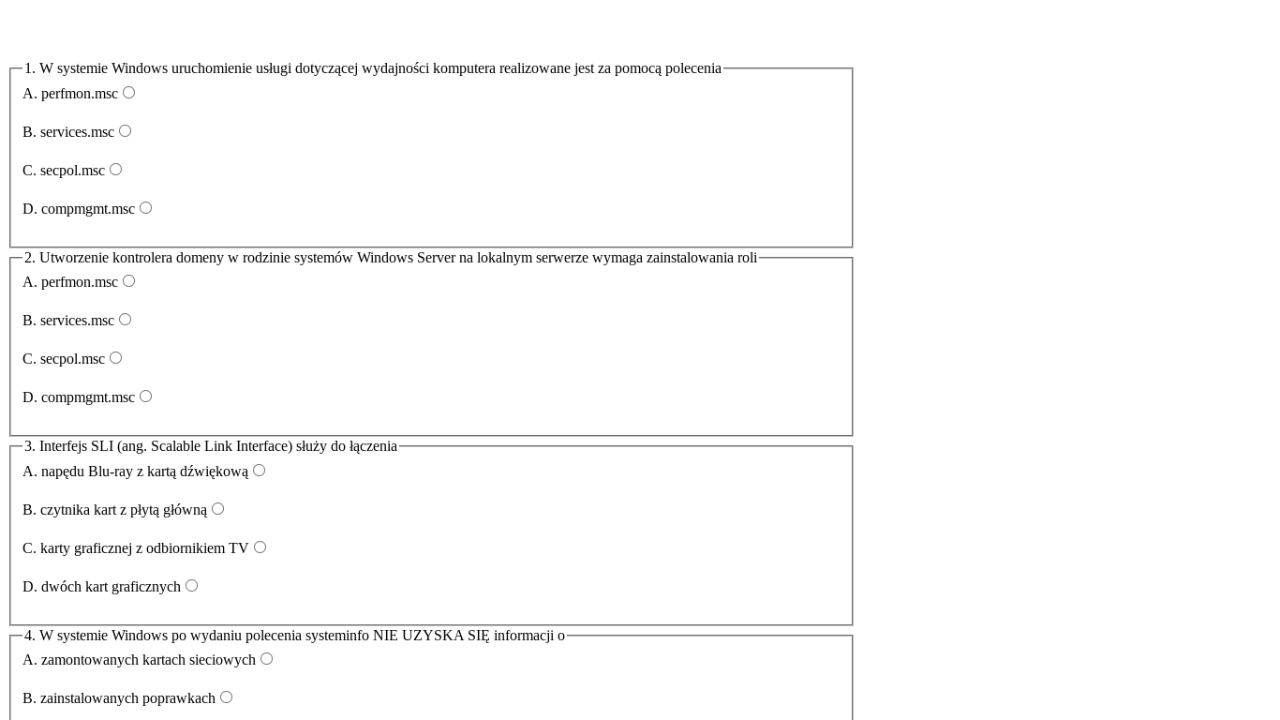 1. W systemie Windows uruchomienie usługi dotyczącej wydajności komputera realizowane jest za pomocą polecenia
A. perfmon.msc
B. services.msc
C. secpol.msc
D. compmgmt.msc
2. Utworzenie kontrolera domeny w rodzinie systemów Windows Server na lokalnym serwerze wymaga zainstalowania roli
A. perfmon.msc
B. services.msc
C. secpol.msc
D. compmgmt.msc
3. Interfejs SLI (ang. Scalable Link Interface) służy do łączenia
A. napędu Blu-ray z kartą dźwiękową
B. czytnika kart z płytą główną
C. karty graficznej z odbiornikiem TV
D. dwóch kart graficznych
4. W systemie Windows po wydaniu polecenia systeminfo NIE UZYSKA SIĘ informacji o
A. zamontowanych kartach sieciowych
B. zainstalowanych poprawkach